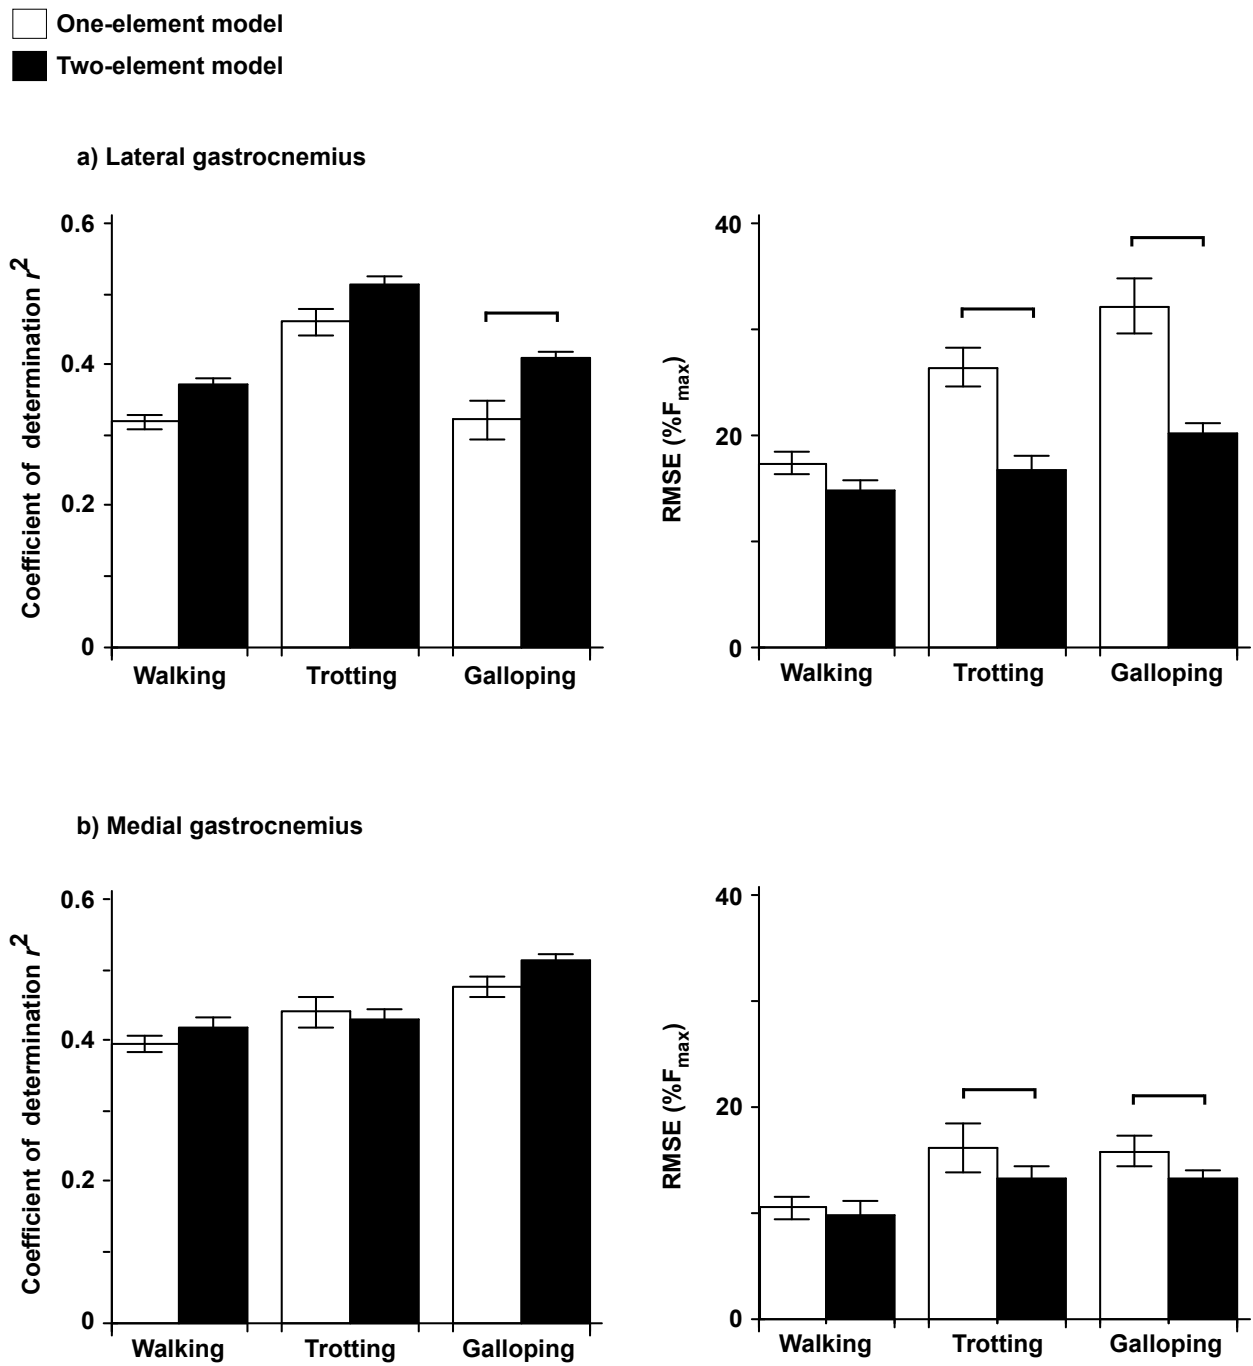 One-element model
Two-element model
a) Lateral gastrocnemius
Coefficient of determination r²
0.6
0.4
0.2
0
Walking Trotting Galloping
RMSE (%Fmax)
40
20
0
Walking Trotting Galloping
b) Medial gastrocnemius
Coefficient of determination r²
0.6
0.4
0.2
0
Walking Trotting Galloping
RMSE (%Fmax)
40
20
0
Walking Trotting Galloping